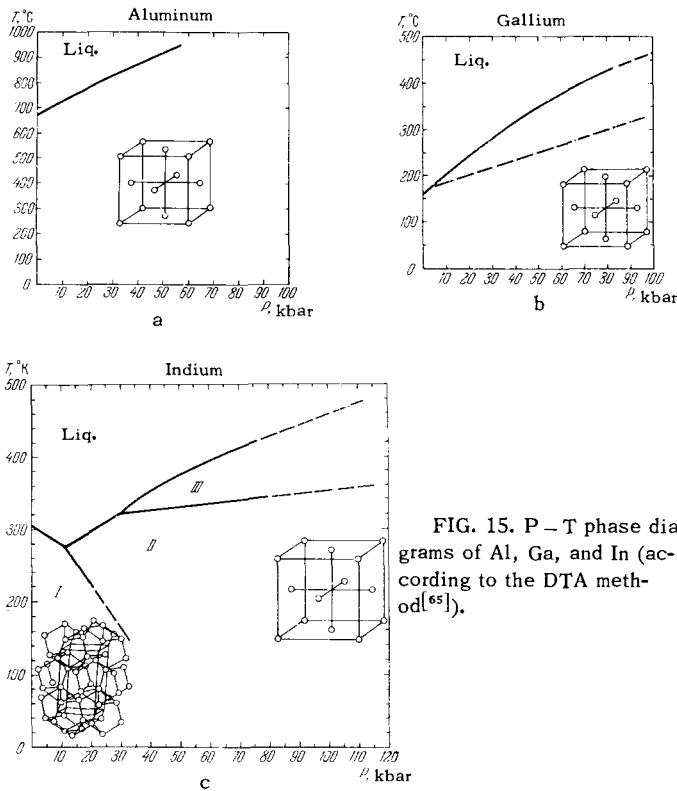 Aluminum
T, °C
1000
900
800
700
600
500
400
300
200
100
0
Liq.
10 20 30 40 50 60 70 80 90 100
P, kbar
a
Gallium
T, °C
500
400
300
200
100
0
Liq.
10 20 30 40 50 60 70 80 90 100
P, kbar
b
Indium
T, °K
500
400
300
200
100
0
Liq.
III
II
I
10 20 30 40 50 60 70 80 90 100 110 120
P, kbar
c
FIG. 15. P–T phase dia-
grams of Al, Ga, and In (ac-
cording to the DTA meth-
od[65]).